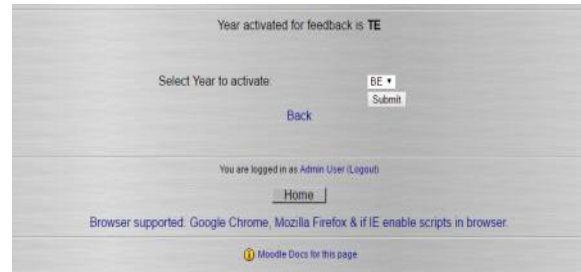 Year activated for feedback is TE
Select Year to activate: BE
Submit
Back
You are logged in as Admin User (Logout)
Home
Browser supported: Google Chrome, Mozilla Firefox & if IE enable scripts in browser.
Moodle Docs for this page